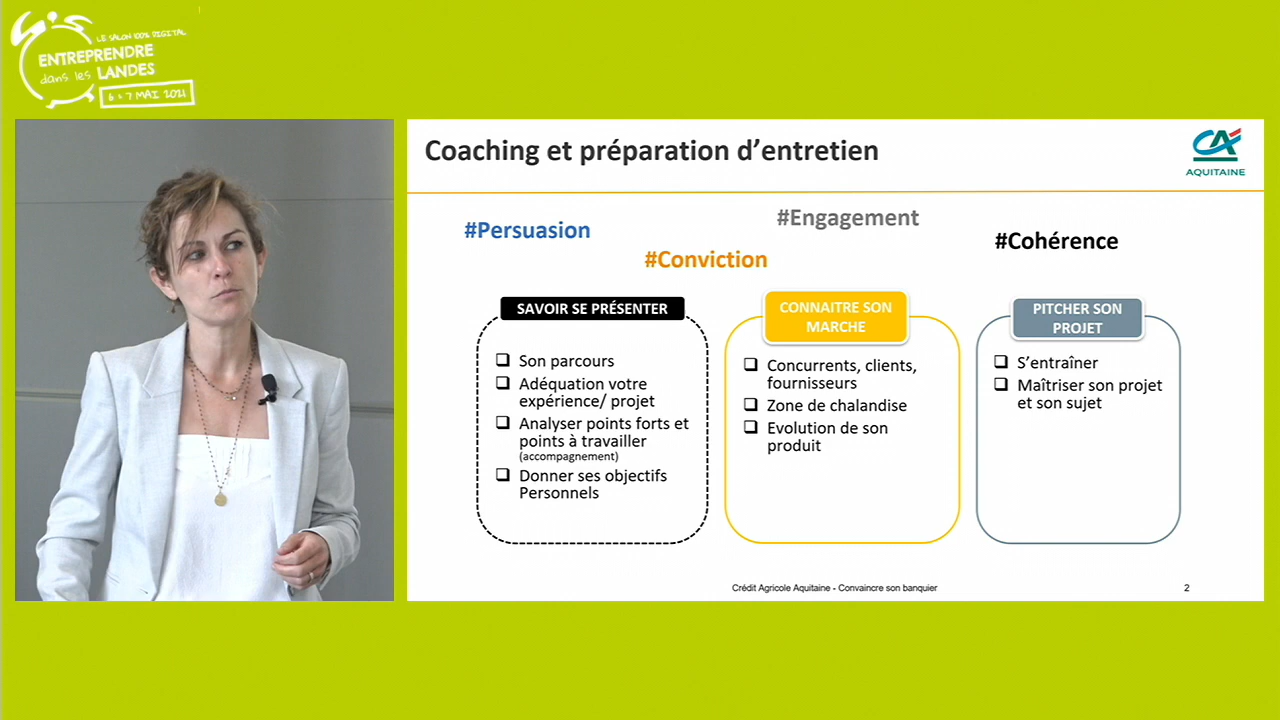 LE SALON 100% DIGITAL
ENTREPRENDRE
dans les LANDES
6 & 7 MAI 2021
Coaching et préparation d’entretien
CA
AQUITAINE
#Persuasion
#Conviction
#Engagement
#Cohérence
SAVOIR SE PRÉSENTER
Son parcours
Adéquation votre
expérience/ projet
Analyser points forts et
points à travailler
(accompagnement)
Donner ses objectifs
Personnels
CONNAITRE SON
MARCHE
Concurrents, clients,
fournisseurs
Zone de chalandise
Evolution de son
produit
PITCHER SON
PROJET
S’entraîner
Maîtriser son projet
et son sujet
Crédit Agricole Aquitaine - Convaincre son banquier
2